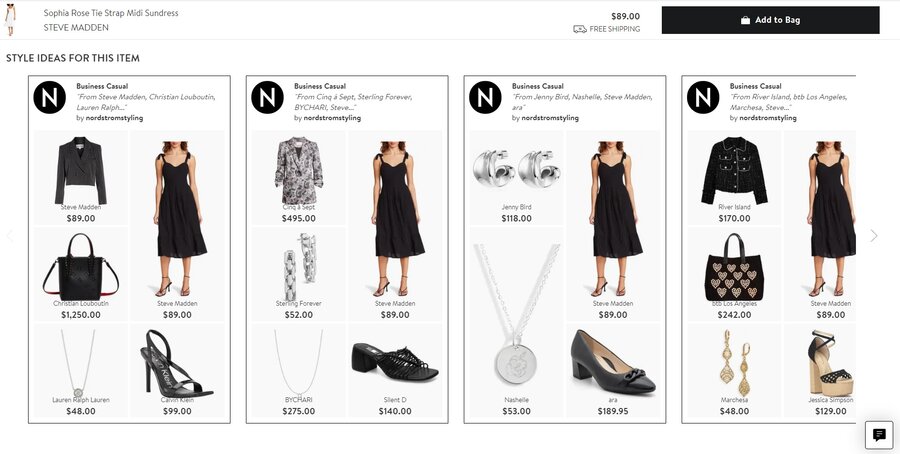 Sophia Rose Tie Strap Midi Sundress
STEVE MADDEN
$89.00
FREE SHIPPING
Add to Bag
STYLE IDEAS FOR THIS ITEM
N
Business Casual
"From Steve Madden, Christian Louboutin,
Lauren Ralph..."
by nordstromstyling
Steve Madden
$89.00
Christian Louboutin
$1,250.00
Steve Madden
$89.00
Lauren Ralph Lauren
$48.00
Calvin Klein
$99.00
N
Business Casual
"From Cinq à Sept, Sterling Forever,
BYCHARI, Steve..."
by nordstromstyling
Cinq à Sept
$495.00
Sterling Forever
$52.00
Steve Madden
$89.00
BYCHARI
$275.00
Silent D
$140.00
N
Business Casual
"From Jenny Bird, Nashelle, Steve Madden,
ara"
by nordstromstyling
Jenny Bird
$118.00
Steve Madden
$89.00
Nashelle
$53.00
ara
$189.95
N
Business Casual
"From River Island, btb Los Angeles,
Marchesa, Steve..."
by nordstromstyling
River Island
$170.00
btb Los Angeles
$242.00
Steve Madden
$89.00
Marchesa
$48.00
Jessica Simpson
$129.00